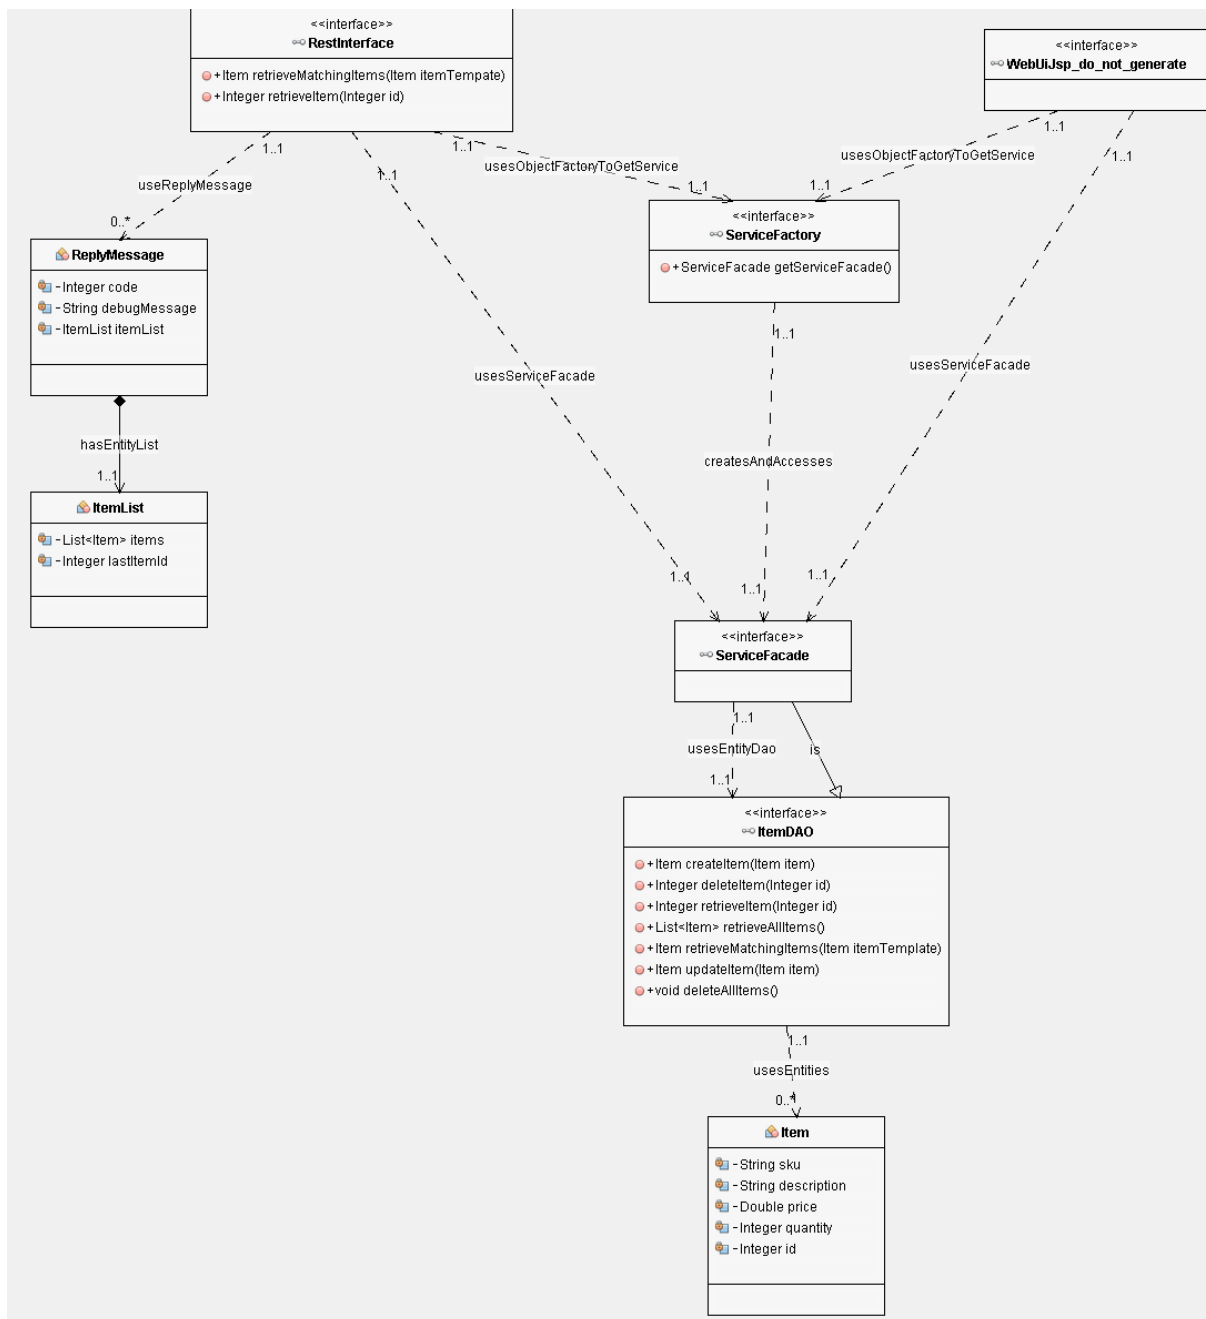 <<interface>>
RestInterface
+Item retrieveMatchingItems(Item itemTempate)
+Integer retrieveItem(Integer id)
<<interface>>
WebUiJsp_do_not_generate
1..1
1..1
1..1
1..1
1..1
usesObjectFactoryToGetService
usesObjectFactoryToGetService
useReplyMessage
1..1
1..1
0..*
<<interface>>
ServiceFactory
+ServiceFacade getServiceFacade()
ReplyMessage
-Integer code
-String debugMessage
-ItemList itemList
1..1
usesServiceFacade
usesServiceFacade
hasEntityList
createsAndAccesses
1..1
ItemList
-List<Item> items
-Integer lastItemId
1..1
1..1
1..1
<<interface>>
ServiceFacade
1..1
usesEntityDao
is
1..1
<<interface>>
ItemDAO
+Item createItem(Item item)
+Integer deleteItem(Integer id)
+Integer retrieveItem(Integer id)
+List<Item> retrieveAllItems()
+Item retrieveMatchingItems(Item itemTemplate)
+Item updateItem(Item item)
+void deleteAllItems()
1..1
usesEntities
0..*
Item
-String sku
-String description
-Double price
-Integer quantity
-Integer id